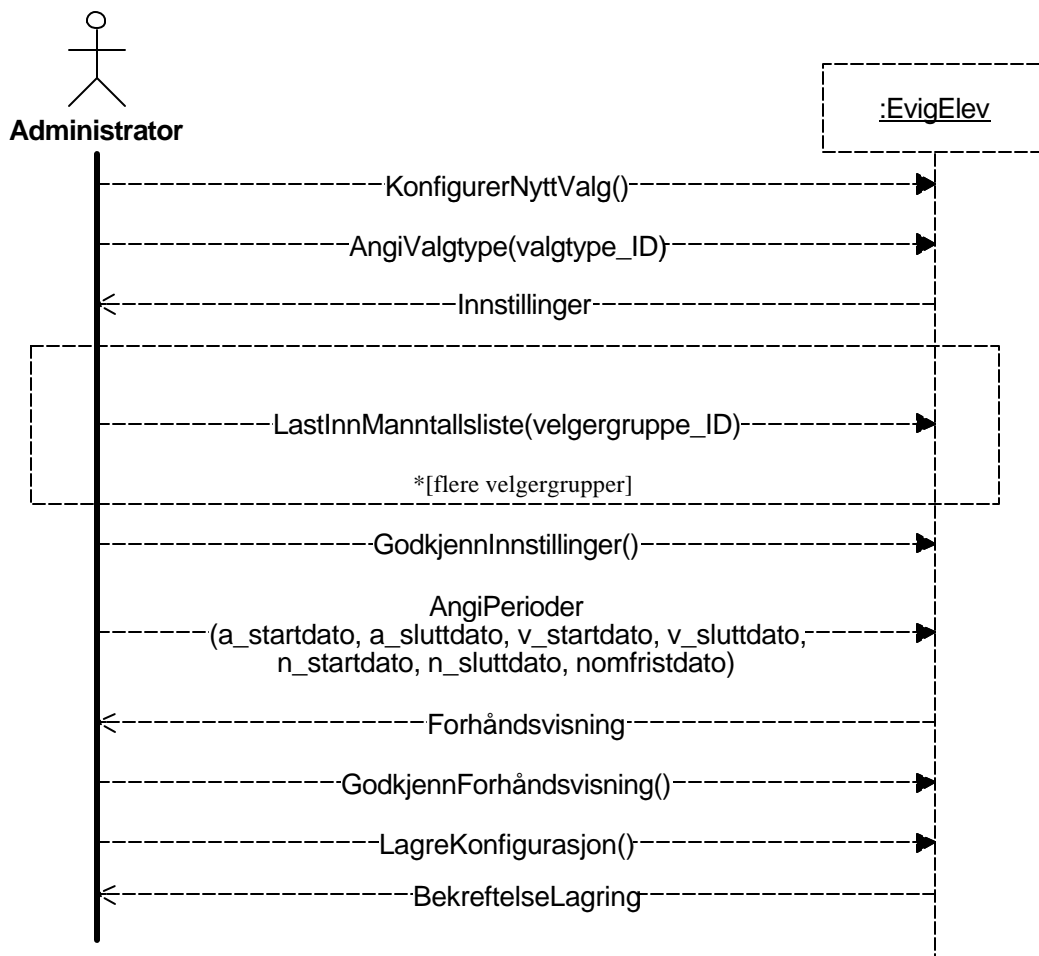 :EvigElev
Administrator
KonfigurerNyttValg()
AngiValgtype(valgtype_ID)
Innstillinger
LastInnManntallsliste(velgergruppe_ID)
*[flere velgergrupper]
GodkjennInnstillinger()
AngiPerioder
(a_startdato, a_sluttdato, v_startdato, v_sluttdato,
n_startdato, n_sluttdato, nomfristdato)
Forhåndsvisning
GodkjennForhåndsvisning()
LagreKonfigurasjon()
BekreftelseLagring